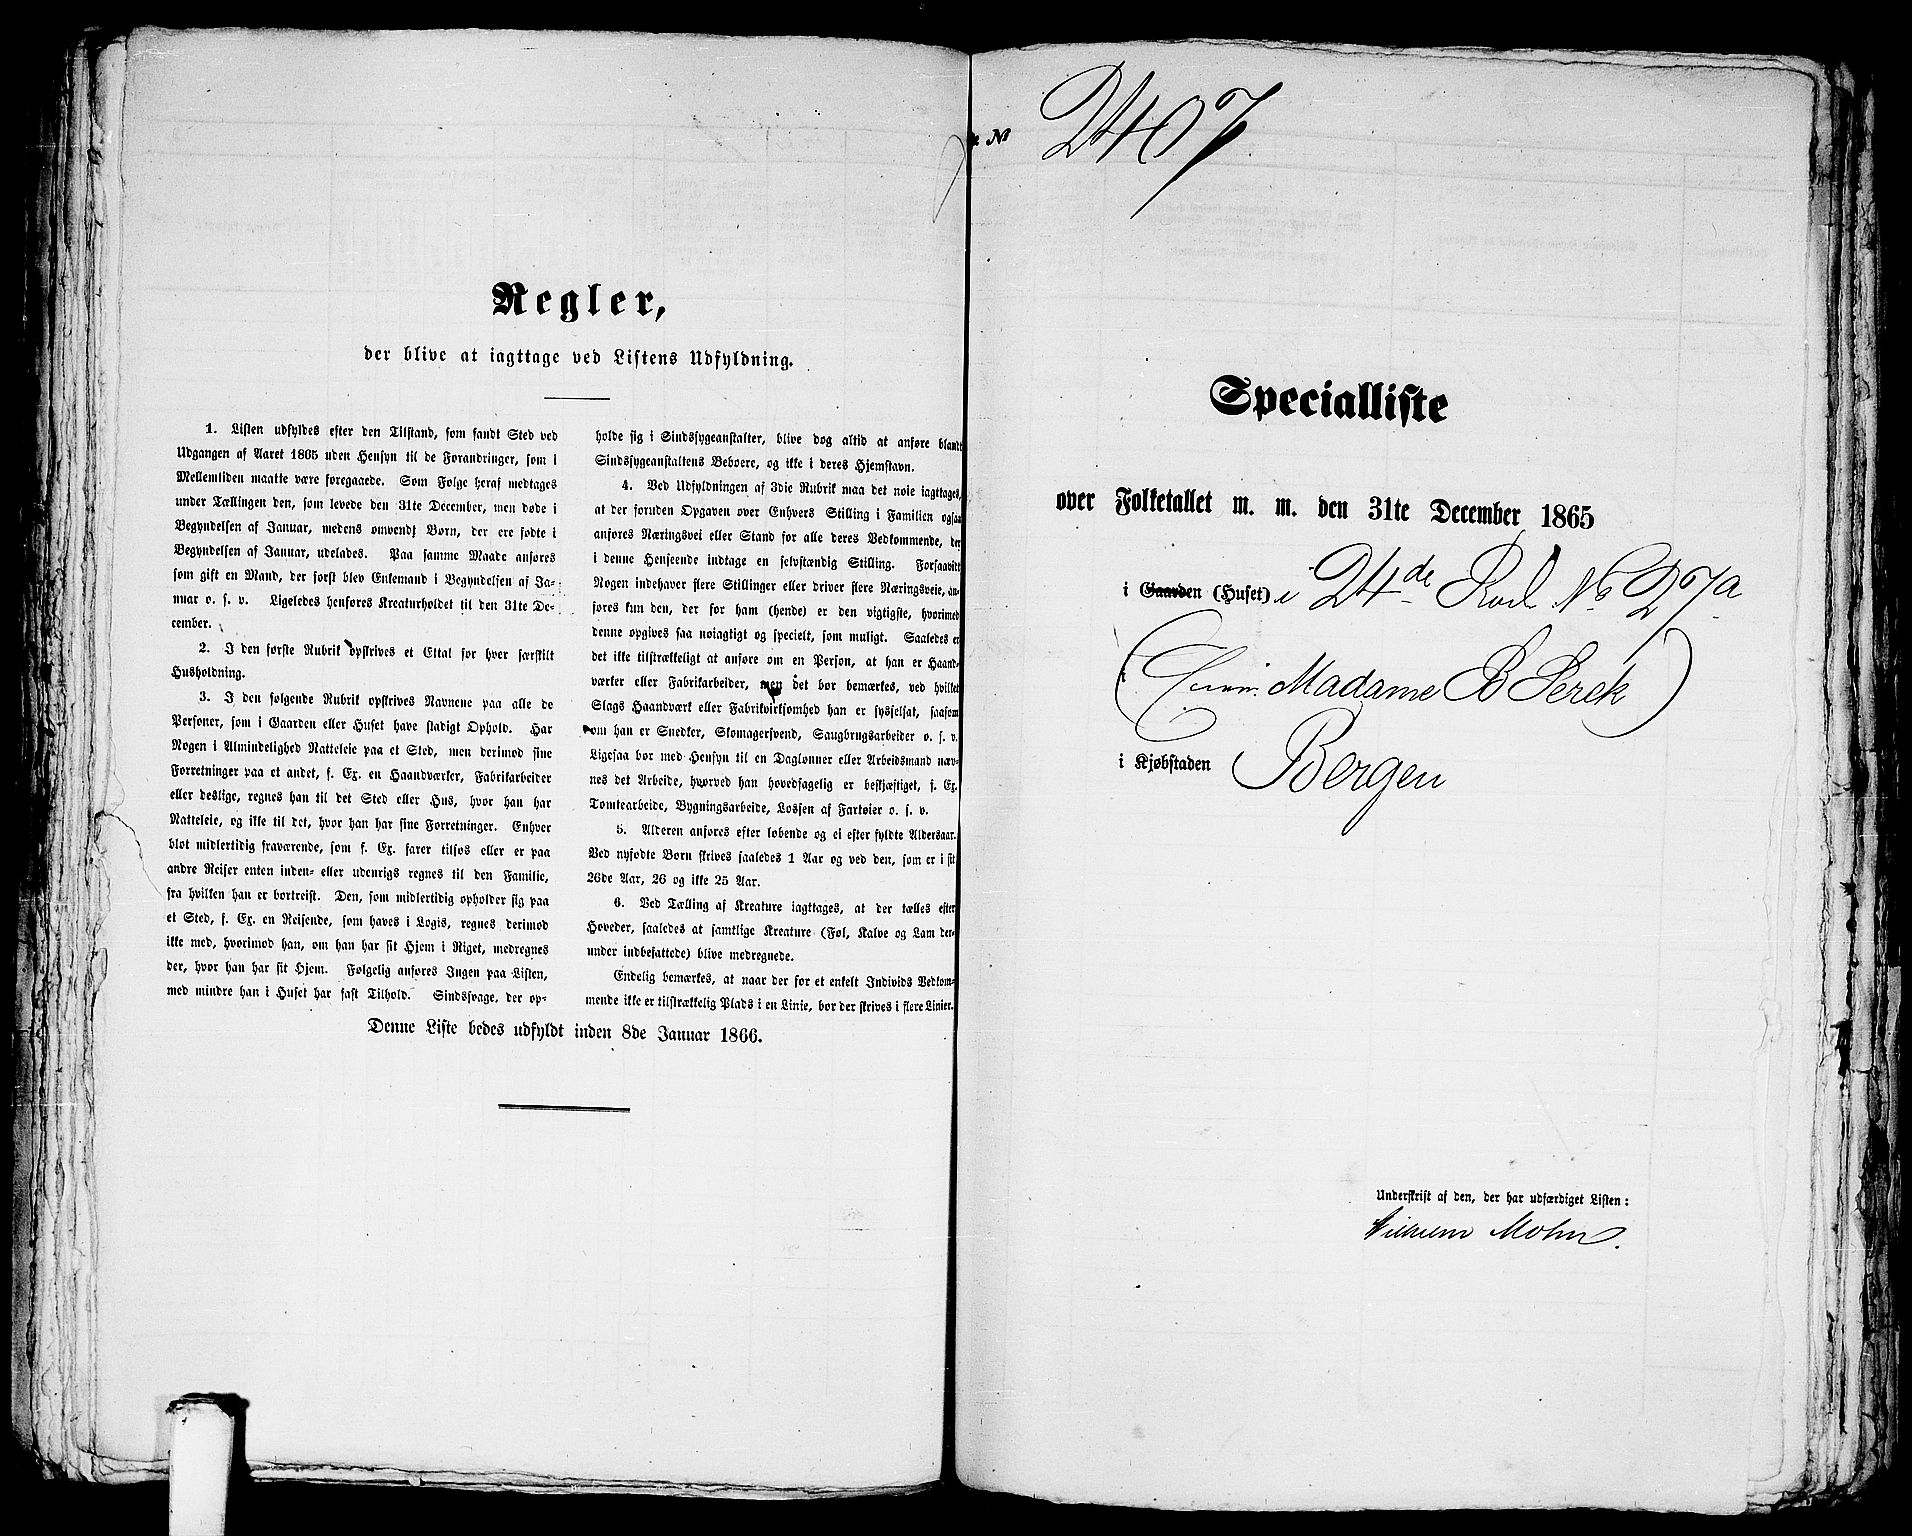 Regler,
der blive at iagttage ved Listens Udfyldning.
1. Listen udfyldes efter den Tilstand, som fandt Sted ved
Udgangen af Aaret 1865 uden Hensyn til de Forandringer, som i
Mellemtiden maatte være foregaaede. Som Følge heraf medtages
under Tællingen den, som levede den 31te December, men døde i
Begyndelsen af Januar, medens omvendt Børn, der ere fødte i
Begyndelsen af Januar, udelades. Paa samme Maade anføres
som gift en Mand, der først blev Enkemand i Begyndelsen af Ja-
nuar o. s. v. Ligeledes henføres Kreaturholdet til den 31te De-
cember.
2. I den første Rubrik opskrives et Ettal for hver særskilt
Husholdning.
3. I den følgende Rubrik opskrives Navnene paa alle de
Personer, som i Gaarden eller Huset have stadigt Ophold. Har
Nogen i Almindelighed Natteleie paa et Sted, men derimod sine
Forretninger paa et andet, f. Ex. en Haandværker, Fabrikarbeider
eller deslige, regnes han til det Sted eller Hus, hvor han har
Natteleie, og ikke til det, hvor han har sine Forretninger. Enhver
blot midlertidig fraværende, som f. Ex. farer tilsøs eller er paa
andre Reiser enten inden- eller udenrigs regnes til den Familie,
fra hvilken han er bortreist. Den, som midlertidig opholder sig paa
et Sted, f. Ex. en Reisende, som haves i Logis, regnes derimod
ikke med, hvorimod han, om han har sit Hjem i Riget, medregnes
der, hvor han har sit Hjem. Følgelig anføres Ingen paa Listen,
med mindre han i Huset har fast Tilhold. Sindssvage, der op-
holde sig i Sindssygeanstalter, blive dog altid at anføre blandt
Sindssygeanstaltens Beboere, og ikke i deres Hjemstavn.
4. Ved Udfyldningen af 3die Rubrik maa det nøie iagttages,
at der foruden Opgaven over Enhvers Stilling i Familien ogsaa
anføres Næringsvei eller Stand for alle deres Vedkommende, der
i denne Henseende indtage en selvstændig Stilling. Forsaavidt
Nogen indehaver flere Stillinger eller driver flere Næringsveie, an-
føres kun den, der for ham (hende) er den vigtigste, hvorimod
denne opgives saa nøiagtigt og specielt, som muligt. Saaledes er
det ikke tilstrækkeligt at anføre om en Person, at han er Haand-
værker eller Fabrikarbeider, men det bør bemærkes, ved hvilket
Slags Haandværk eller Fabrikvirksomhed han er sysselsat, saasom
om han er Snedker, Skomagersvend, Saugbrugsarbeider o. s. v.
Ligesaa bør med Hensyn til en Daglønner eller Arbeidsmand næv-
nes det Arbeide, hvorved han hovedsagelig er beskjæftiget, f. Ex.
Tomtearbeide, Bygningsarbeide, Lossen af Fartøier o. s. v.
5. Alderen anføres efter løbende og ei efter fyldte Aldersaar.
Ved nyfødte Børn skrives saaledes 1 Aar og ved den, som er i sit
26de Aar, 26 og ikke 25 Aar.
6. Ved Tælling af Kreature iagttages, at der tælles efter
Hoveder, saaledes at samtlige Kreature (Føl, Kalve og Lam der-
under indbefattede) blive medregnede.
Endelig bemærkes, at naar der for et enkelt Individs Vedkom-
mende ikke er tilstrækkelig Plads i en Linie, bør der skrives i flere Linier.
Denne Liste bedes udfyldt inden 8de Januar 1866.
No 2407
Specialliste
over Folketallet m. m. den 31te December 1865
i Gaarden (Huset) i 24de Rode No 27a
i Madame B Serck)
i Kjøbstaden Bergen
Underskrift af den, der har udfærdiget Listen:
Wilhelm Mohn.